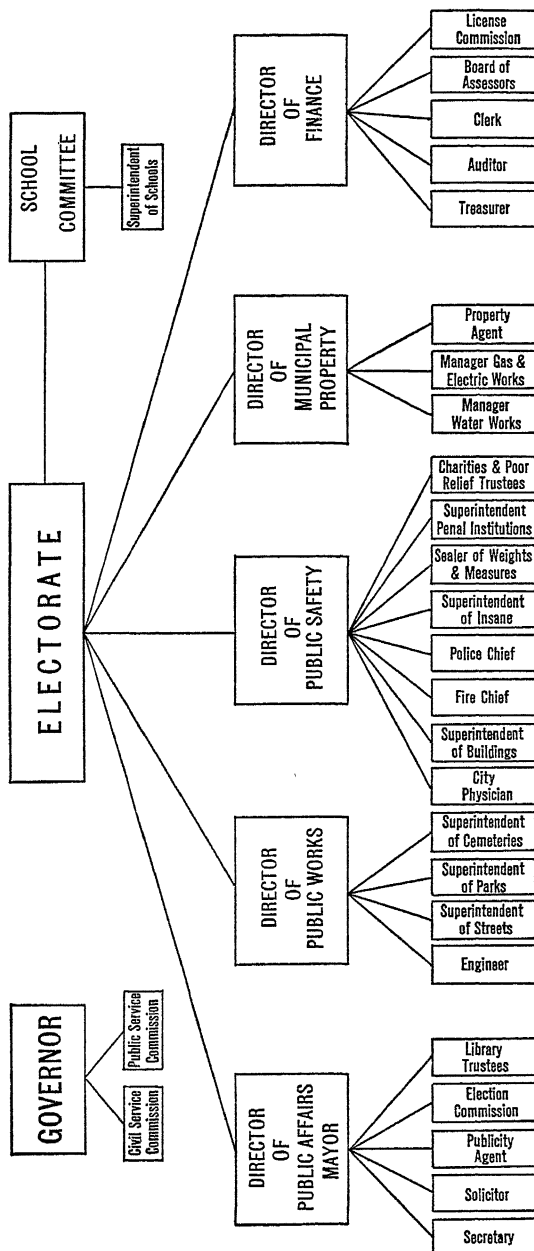 GOVERNOR
Civil Service
Commission
Public Service
Commission
ELECTORATE
SCHOOL
COMMITTEE
Superintendent
of Schools
DIRECTOR
OF
PUBLIC AFFAIRS
MAYOR
Secretary
Solicitor
Publicity
Agent
Election
Commission
Library
Trustees
DIRECTOR
OF
PUBLIC WORKS
Engineer
Superintendent
of Streets
Superintendent
of Parks
Superintendent
of Cemeteries
DIRECTOR
OF
PUBLIC SAFETY
City
Physician
Superintendent
of Buildings
Fire Chief
Police Chief
Superintendent
of Insane
Sealer of Weights
& Measures
Superintendent
Penal Institutions
Charities & Poor
Relief Trustees
DIRECTOR
OF
MUNICIPAL
PROPERTY
Manager
Water Works
Manager Gas &
Electric Works
Property
Agent
DIRECTOR
OF
FINANCE
Treasurer
Auditor
Clerk
Board of
Assessors
License
Commission